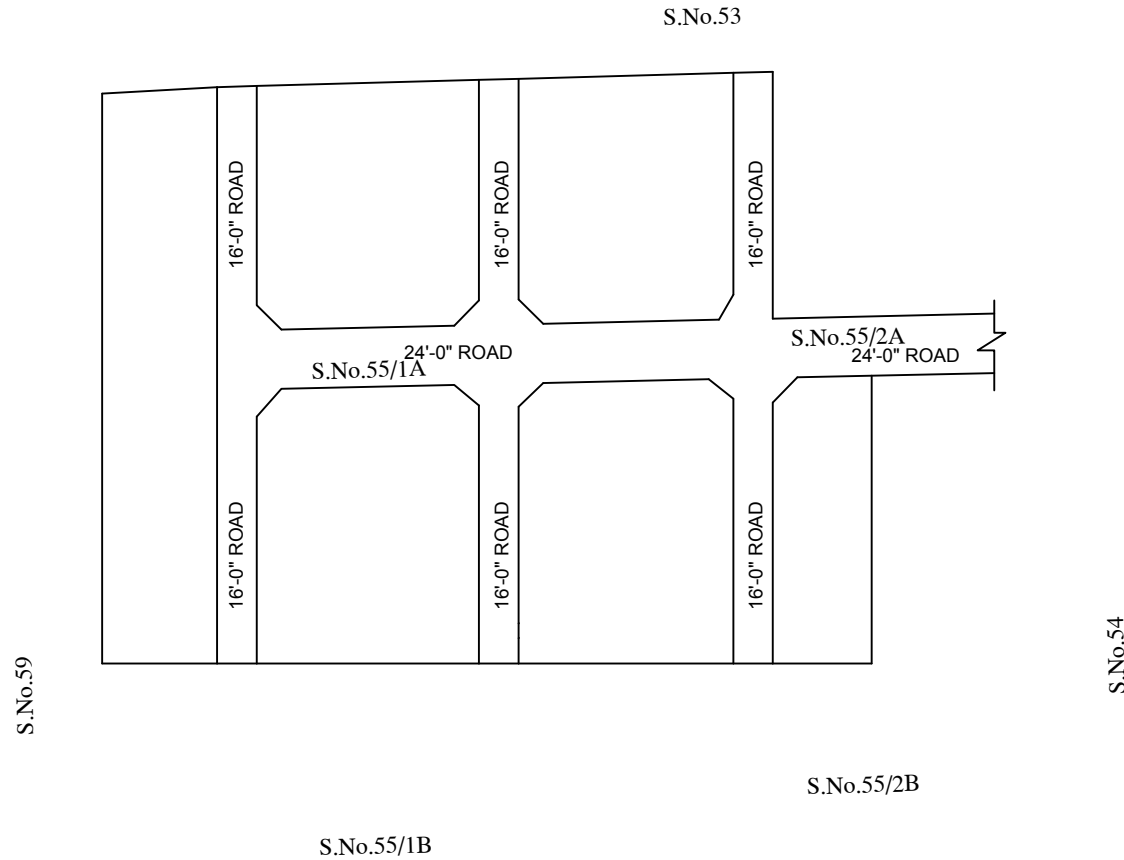 S.No.53
16'-0" ROAD
16'-0" ROAD
16'-0" ROAD
S.No.55/2A
24'-0" ROAD
24'-0" ROAD
S.No.55/1A
16'-0" ROAD
16'-0" ROAD
16'-0" ROAD
S.No.59
S.No.54
S.No.55/2B
S.No.55/1B